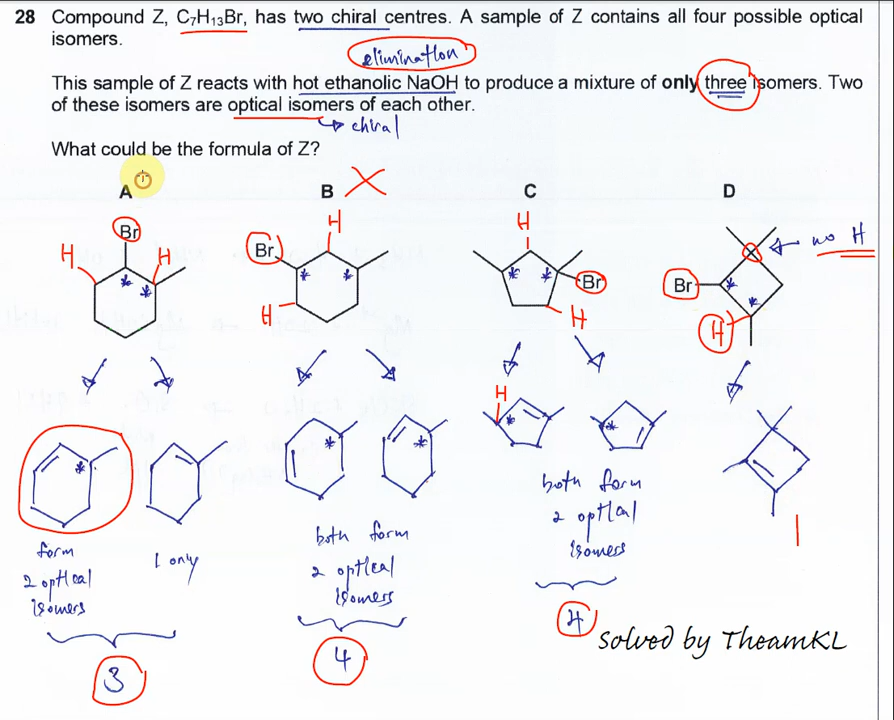 28 Compound Z, C₇H₁₃Br, has two chiral centres. A sample of Z contains all four possible optical
isomers.
elimination
This sample of Z reacts with hot ethanolic NaOH to produce a mixture of only three isomers. Two
of these isomers are optical isomers of each other.
→ chiral
What could be the formula of Z?
A B C D
Br H H
H Br H
no H
* * * * * * Br * *
Br
H H H
H
* * * * *
form 1 only
2 optical
isomers
both form
2 optical
isomers
both form
2 optical
isomers
1
3 4 4
Solved by TheamKL